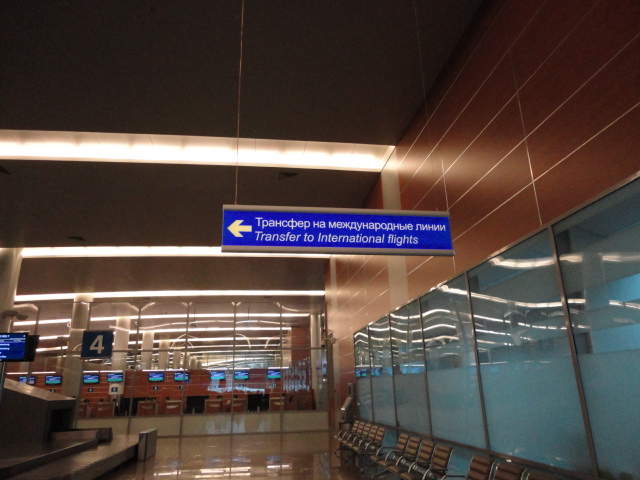 Трансфер на международные линии
Transfer to International flights
4